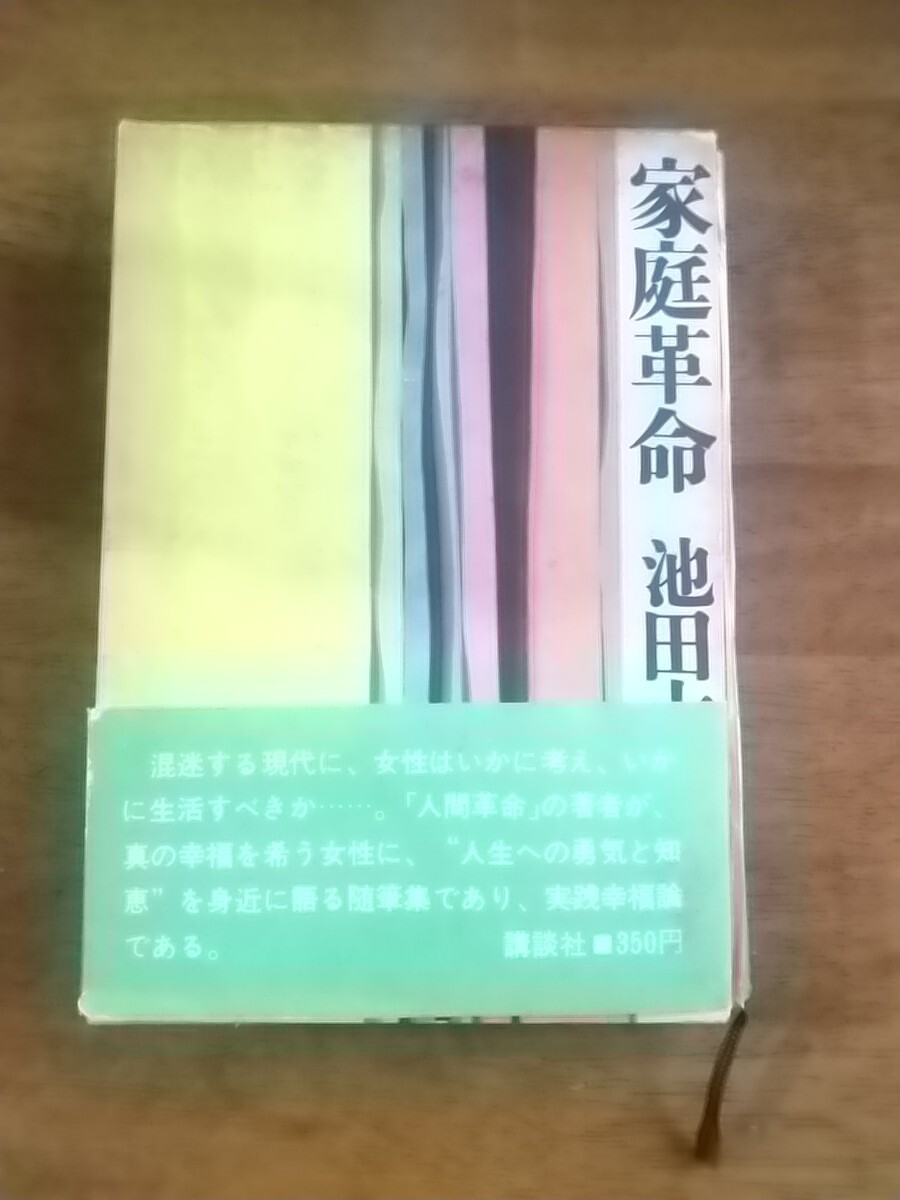 家庭革命 池田
混迷する現代に、女性はいかに考え、いか
に生活すべきか……。「人間革命」の著者が、
真の幸福を希う女性に、“人生への勇気と知
恵”を身近に語る随筆集であり、実践幸福論
である。 講談社■350円